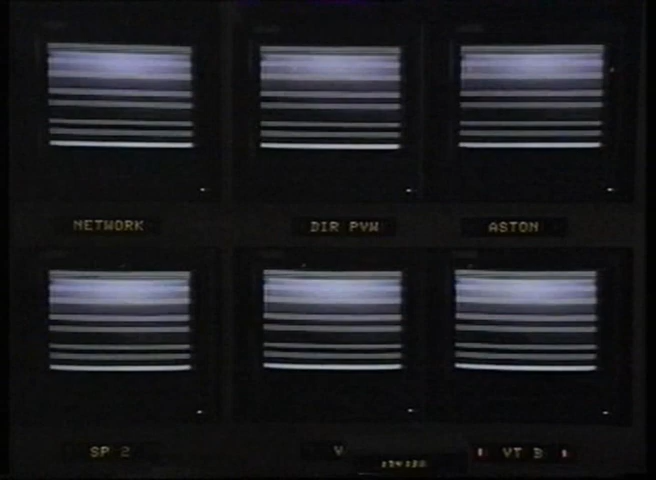 NETWORK
DIR PVW
ASTON
SP 2
V
VT 3